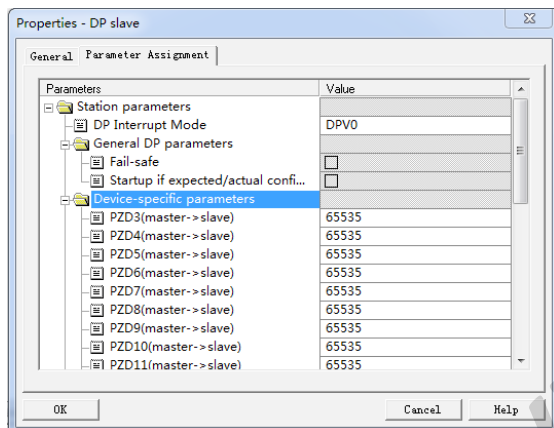 Properties - DP slave
General Parameter Assignment
Parameters Value
Station parameters
DP Interrupt Mode DPV0
General DP parameters
Fail-safe
Startup if expected/actual confi...
Device-specific parameters
PZD3(master->slave) 65535
PZD4(master->slave) 65535
PZD5(master->slave) 65535
PZD6(master->slave) 65535
PZD7(master->slave) 65535
PZD8(master->slave) 65535
PZD9(master->slave) 65535
PZD10(master->slave) 65535
PZD11(master->slave) 65535
OK Cancel Help